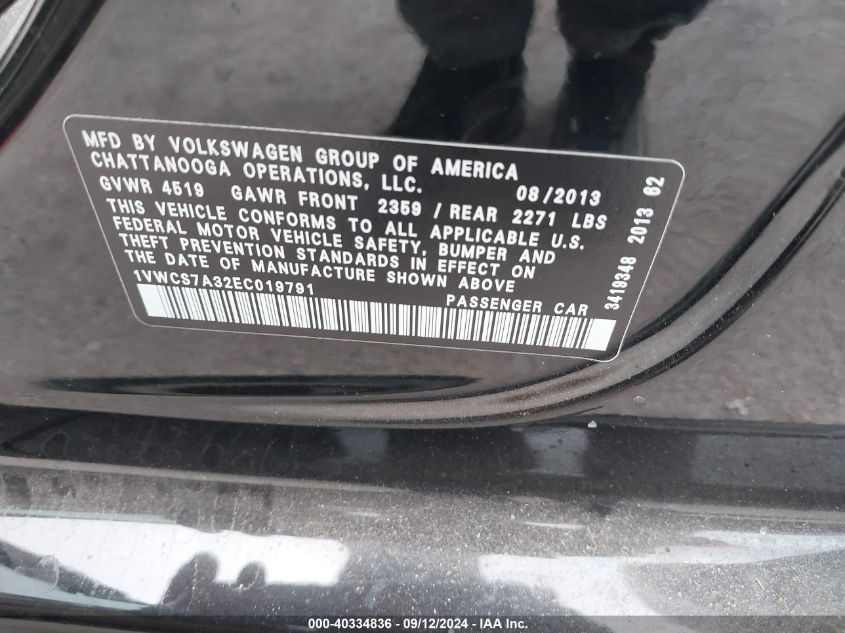 MFD BY VOLKSWAGEN GROUP OF AMERICA
CHATTANOOGA OPERATIONS, LLC. 08/2013
GVWR 4519 GAWR FRONT 2359 / REAR 2271 LBS
THIS VEHICLE CONFORMS TO ALL APPLICABLE U.S.
FEDERAL MOTOR VEHICLE SAFETY, BUMPER AND
THEFT PREVENTION STANDARDS IN EFFECT ON
THE DATE OF MANUFACTURE SHOWN ABOVE
1VWCS7A32EC019791 PASSENGER CAR
3419348 2013 62
000-40334836 - 09/12/2024 - IAA Inc.